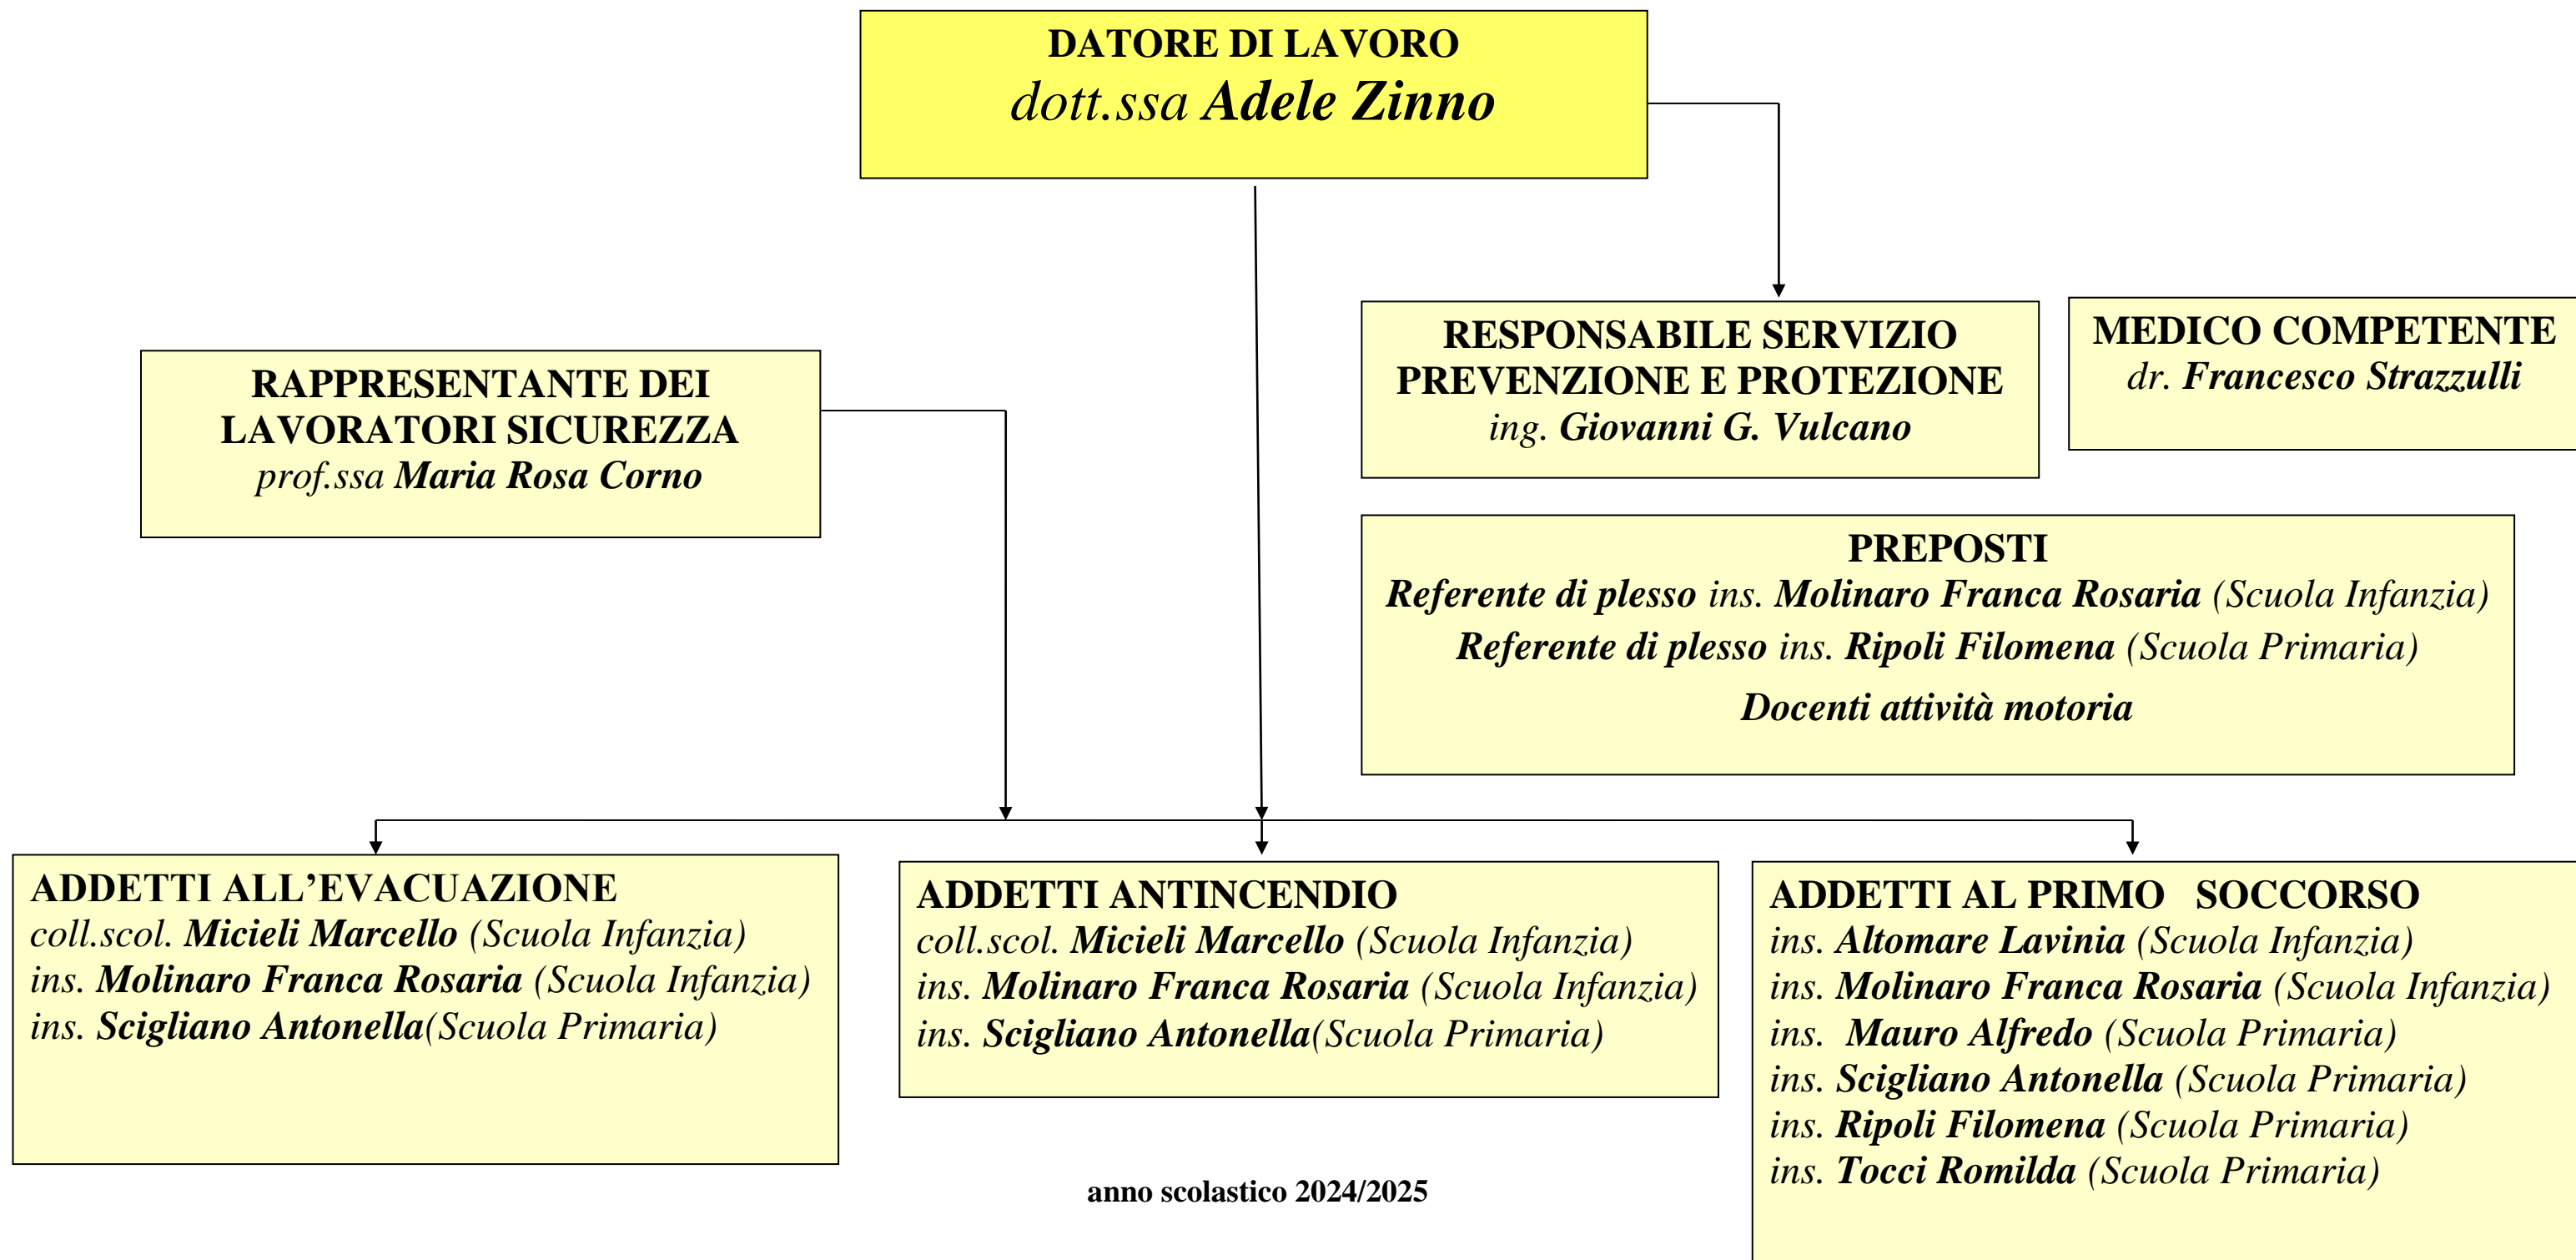 DATORE DI LAVORO
dott.ssa Adele Zinno
RESPONSABILE SERVIZIO
PREVENZIONE E PROTEZIONE
ing. Giovanni G. Vulcano
MEDICO COMPETENTE
dr. Francesco Strazzulli
RAPPRESENTANTE DEI
LAVORATORI SICUREZZA
prof.ssa Maria Rosa Corno
PREPOSTI
Referente di plesso ins. Molinaro Franca Rosaria (Scuola Infanzia)
Referente di plesso ins. Ripoli Filomena (Scuola Primaria)
Docenti attività motoria
ADDETTI ALL’EVACUAZIONE
coll.scol. Micieli Marcello (Scuola Infanzia)
ins. Molinaro Franca Rosaria (Scuola Infanzia)
ins. Scigliano Antonella(Scuola Primaria)
ADDETTI ANTINCENDIO
coll.scol. Micieli Marcello (Scuola Infanzia)
ins. Molinaro Franca Rosaria (Scuola Infanzia)
ins. Scigliano Antonella(Scuola Primaria)
ADDETTI AL PRIMO   SOCCORSO
ins. Altomare Lavinia (Scuola Infanzia)
ins. Molinaro Franca Rosaria (Scuola Infanzia)
ins.  Mauro Alfredo (Scuola Primaria)
ins. Scigliano Antonella (Scuola Primaria)
ins. Ripoli Filomena (Scuola Primaria)
ins. Tocci Romilda (Scuola Primaria)
anno scolastico 2024/2025